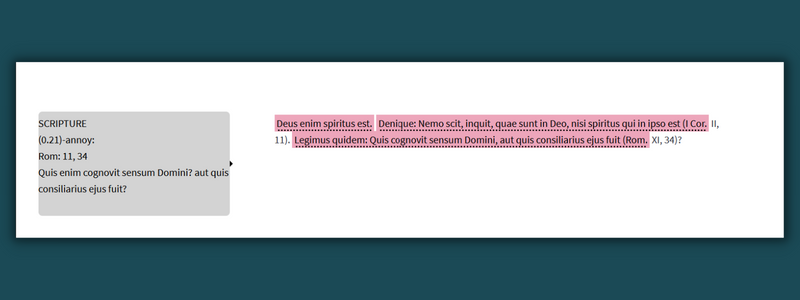 SCRIPTURE
(0.21)-annoy:
Rom: 11, 34
Quis enim cognovit sensum Domini? aut quis
consiliarius ejus fuit?
Deus enim spiritus est. Denique: Nemo scit, inquit, quae sunt in Deo, nisi spiritus qui in ipso est (I Cor. II,
11). Legimus quidem: Quis cognovit sensum Domini, aut quis consiliarius ejus fuit (Rom. XI, 34)?